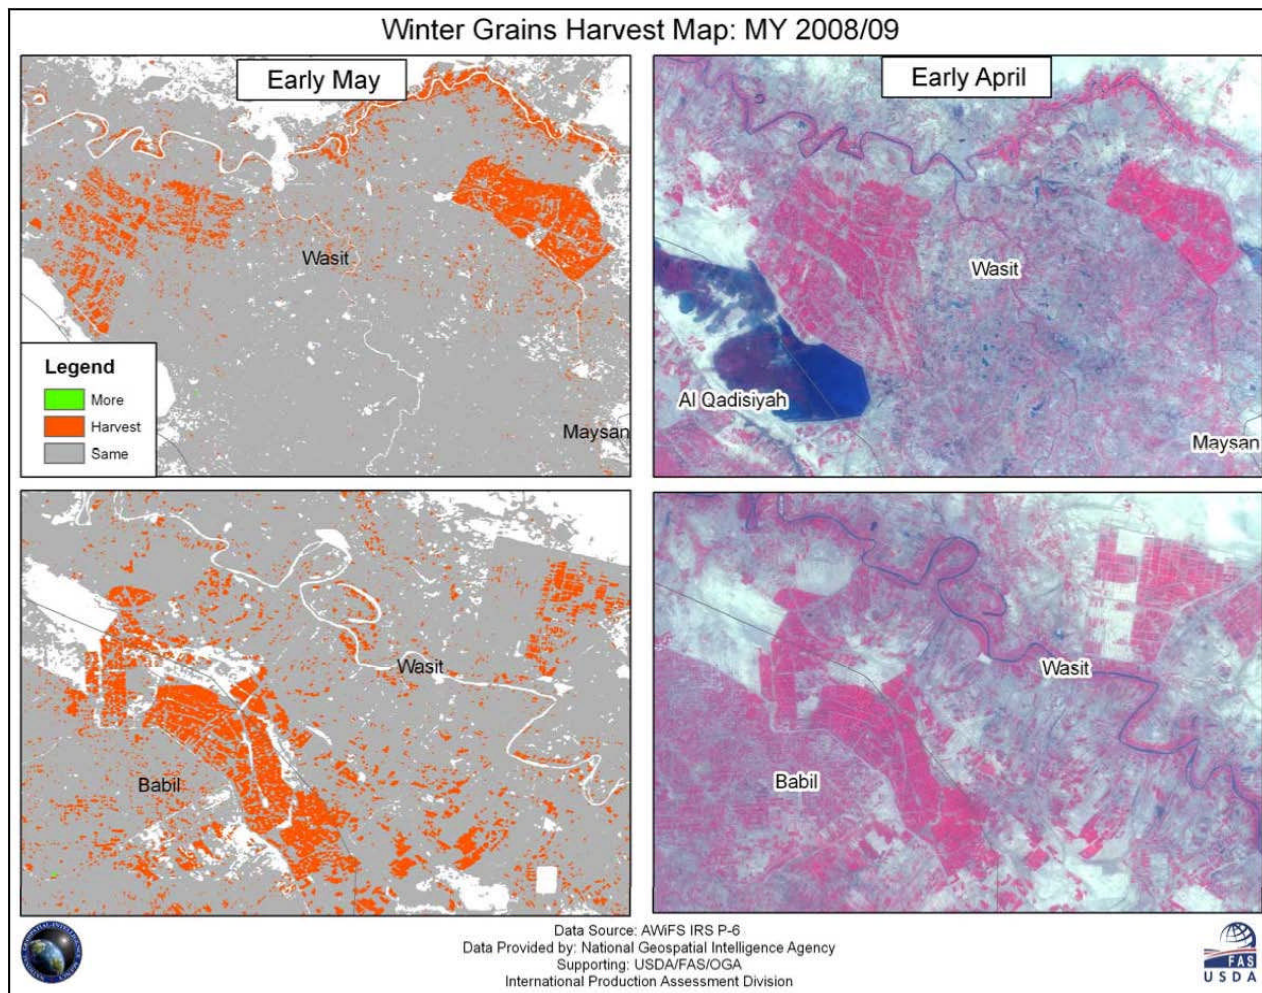 Winter Grains Harvest Map: MY 2008/09
Early May
Early April
Wasit
Maysan
Legend
More
Harvest
Same
Wasit
Al Qadisiyah
Maysan
Wasit
Babil
Wasit
Babil
Data Source: AWiFS IRS P-6
Data Provided by: National Geospatial Intelligence Agency
Supporting: USDA/FAS/OGA
International Production Assessment Division
FAS
USDA